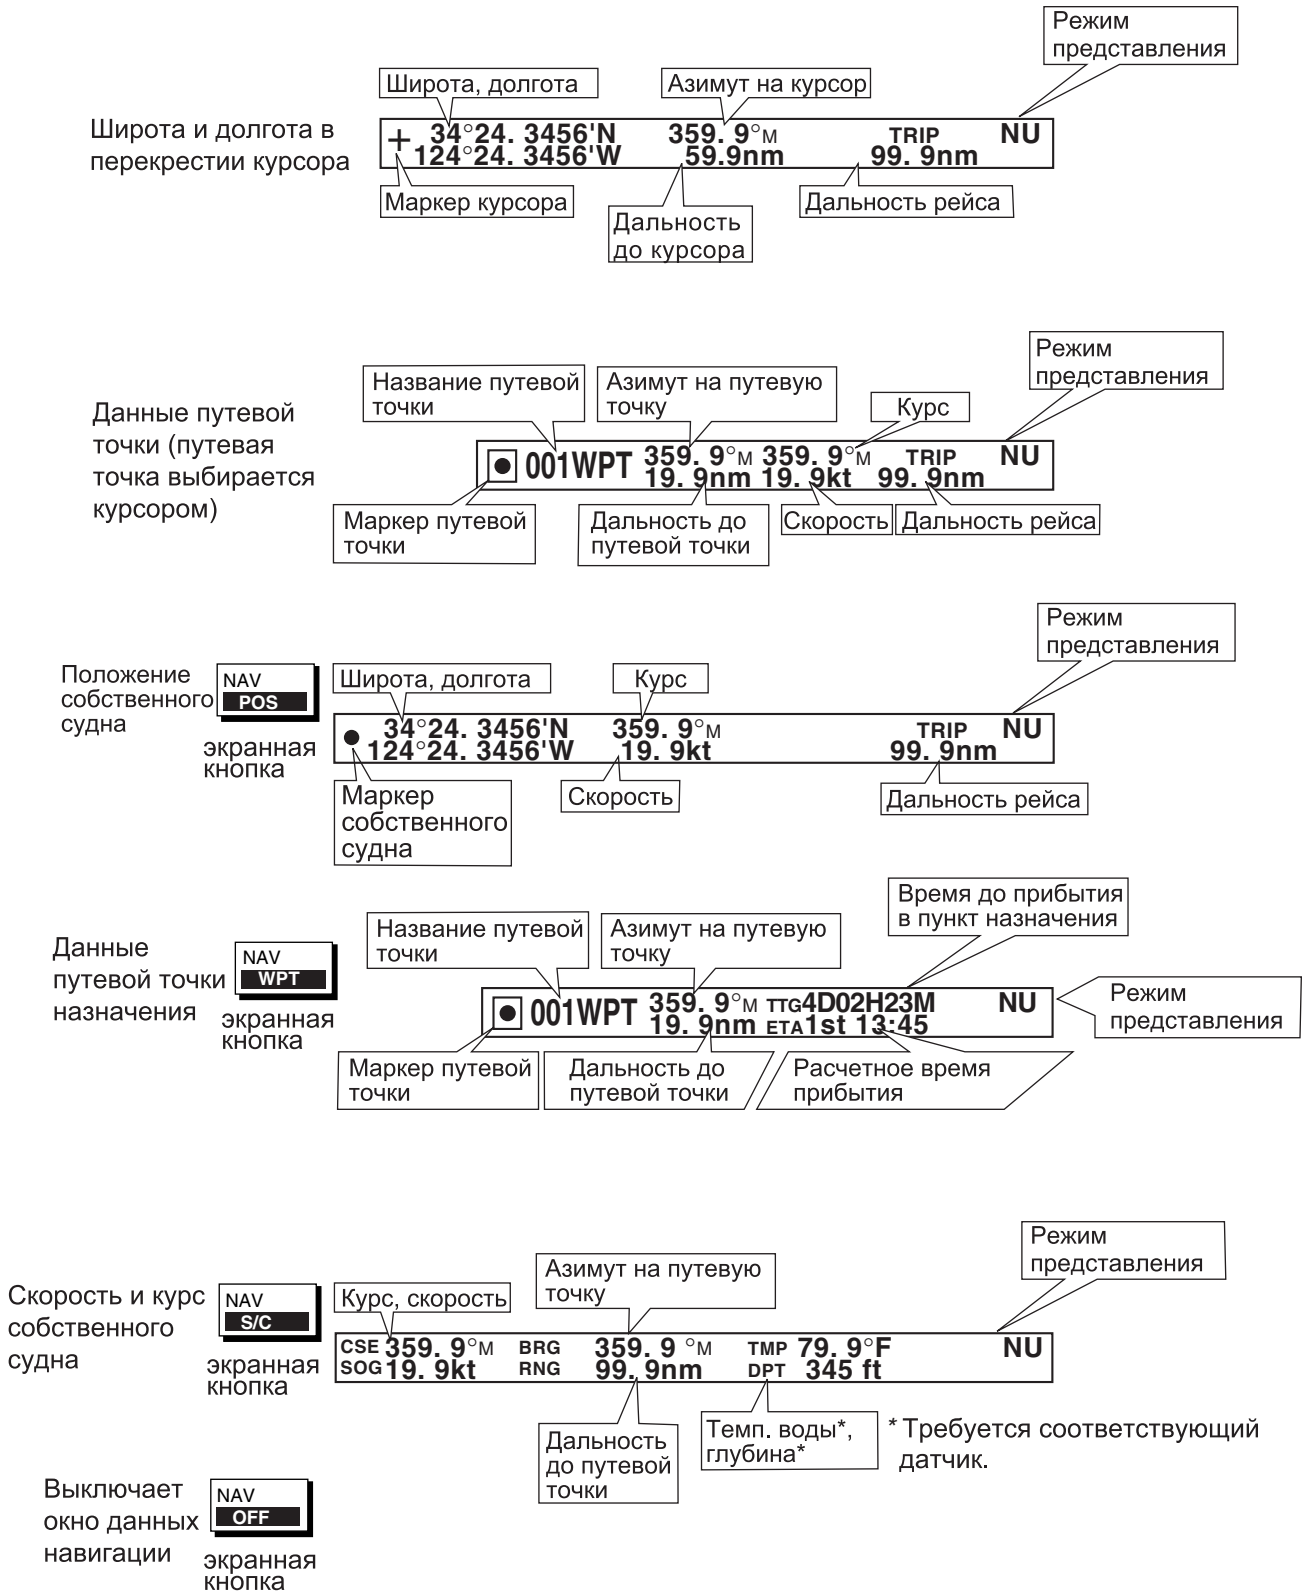 Режим
представления
Широта, долгота
Азимут на курсор
Широта и долгота в
перекрестии курсора
34°24. 3456'N 359. 9°M TRIP NU
124°24. 3456'W 59.9nm 99. 9nm
Маркер курсора
Дальность рейса
Дальность
до курсора
Режим
представления
Название путевой
точки
Азимут на путевую
точку
Курс
Данные путевой
точки (путевая
точка выбирается
курсором)
001WPT 359. 9°M 359. 9°M TRIP NU
19. 9nm 19. 9kt 99. 9nm
Маркер путевой
точки
Дальность до
путевой точки
Скорость
Дальность рейса
Режим
представления
Положение
собственного
судна
NAV
POS
экранная
кнопка
Широта, долгота
Курс
34°24. 3456'N 359. 9°M TRIP NU
124°24. 3456'W 19. 9kt 99. 9nm
Маркер
собственного
судна
Скорость
Дальность рейса
Время до прибытия
в пункт назначения
Название путевой
точки
Азимут на путевую
точку
Данные
путевой точки
назначения
NAV
WPT
экранная
кнопка
001WPT 359. 9°M TTG4D02H23M NU
19. 9nm ETA1st 13:45
Режим
представления
Маркер путевой
точки
Дальность до
путевой точки
Расчетное время
прибытия
Режим
представления
Азимут на путевую
точку
Скорость и курс
собственного
судна
NAV
S/C
экранная
кнопка
Курс, скорость
CSE 359. 9°M BRG 359. 9 °M TMP 79. 9°F NU
SOG 19. 9kt RNG 99. 9nm DPT 345 ft
Дальность
до путевой
точки
Темп. воды*,
глубина*
* Требуется соответствующий
датчик.
Выключает
окно данных
навигации
NAV
OFF
экранная
кнопка